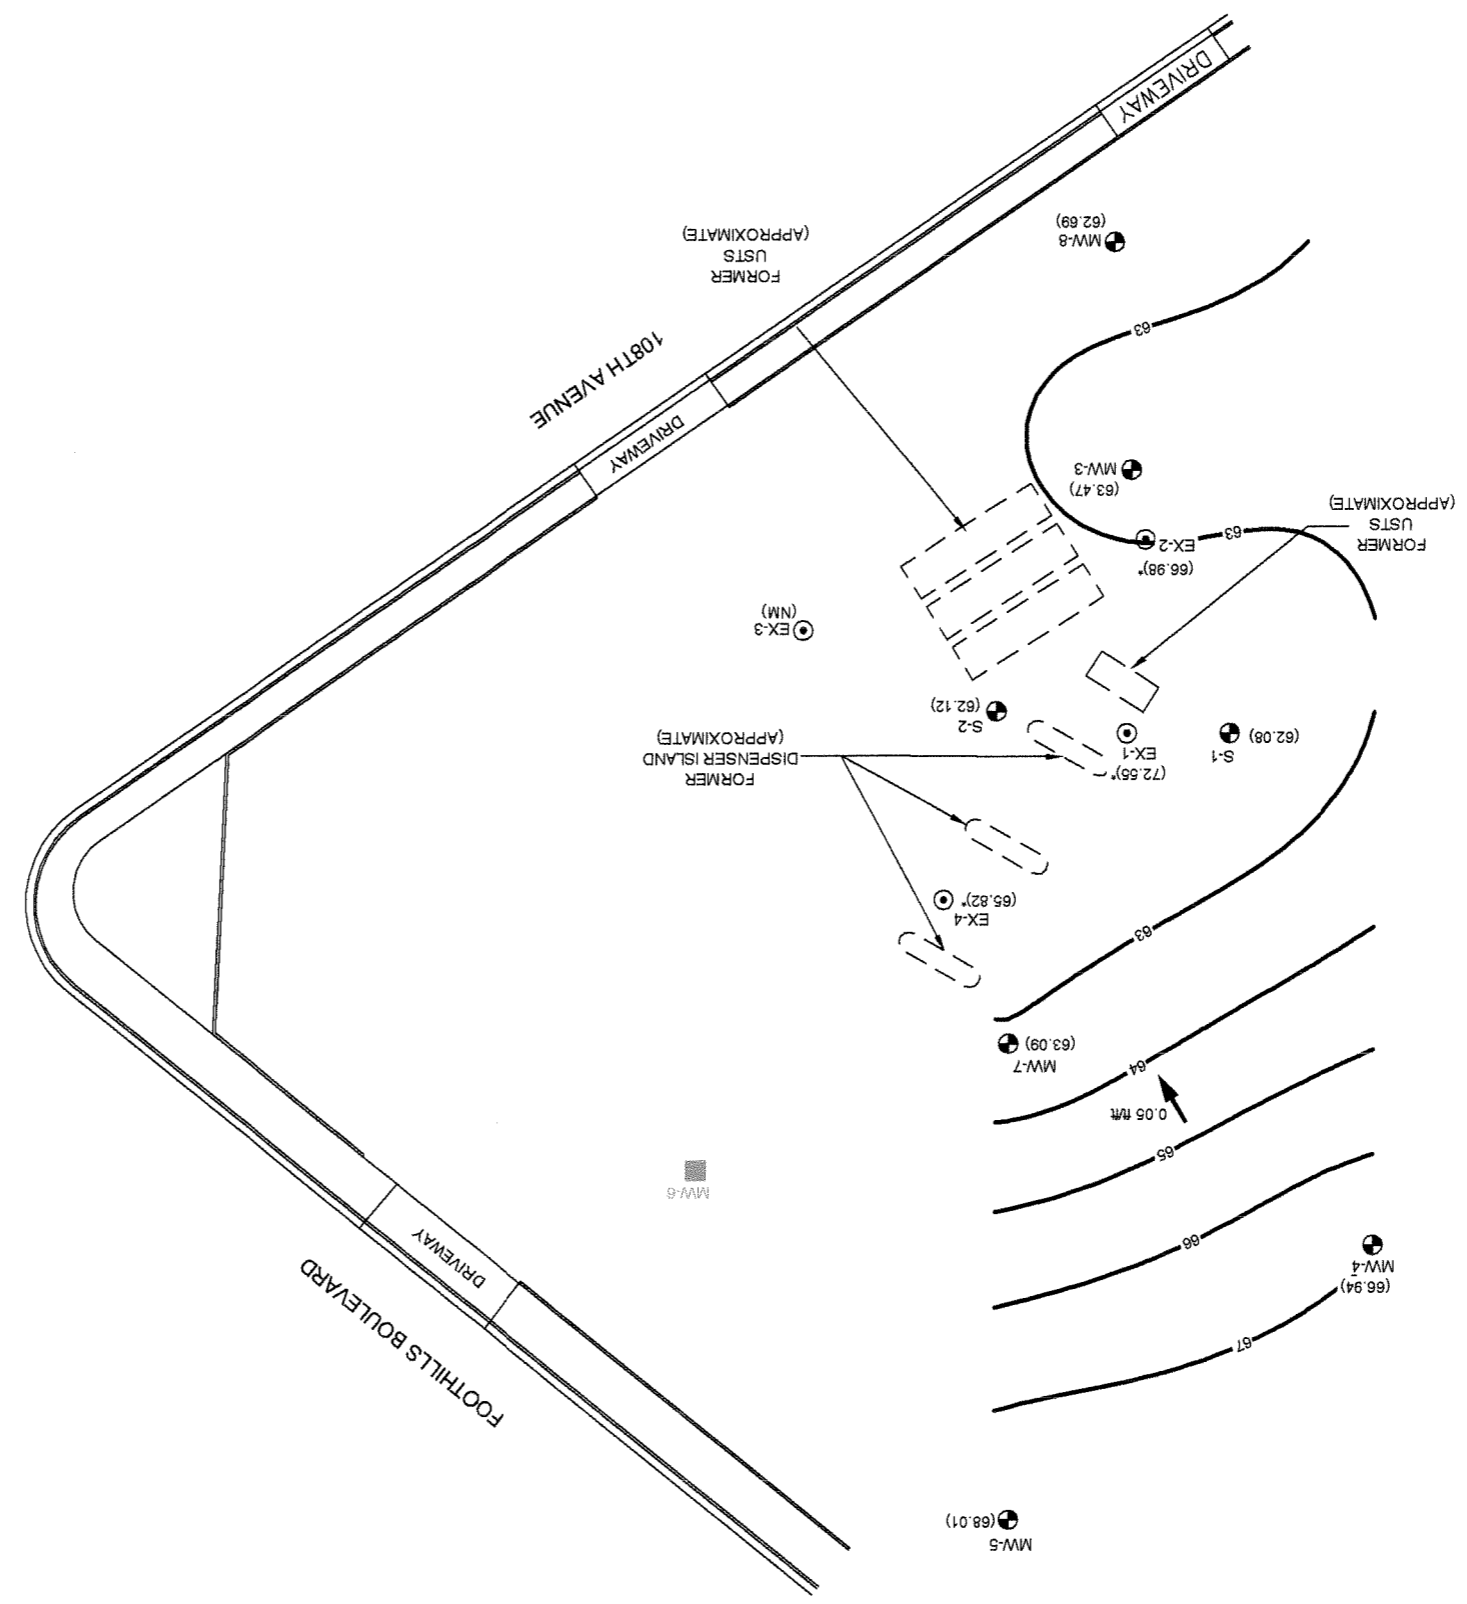 MW-5
(68.01)
67
(66.94)
MW-4
FOOTHILLS BOULEVARD
DRIVEWAY
66
MW-6
65
0.05 ft/ft
64
MW-7
(63.09)
63
EX-4
(65.82)*
FORMER
DISPENSER ISLAND
(APPROXIMATE)
(72.55)*
EX-1
S-1
(62.08)
S-2
(62.12)
EX-3
(NM)
(66.98)*
EX-2
63
FORMER
USTS
(APPROXIMATE)
(63.47)
MW-3
DRIVEWAY
108TH AVENUE
63
FORMER
USTS
(APPROXIMATE)
MW-8
(62.69)
DRIVEWAY